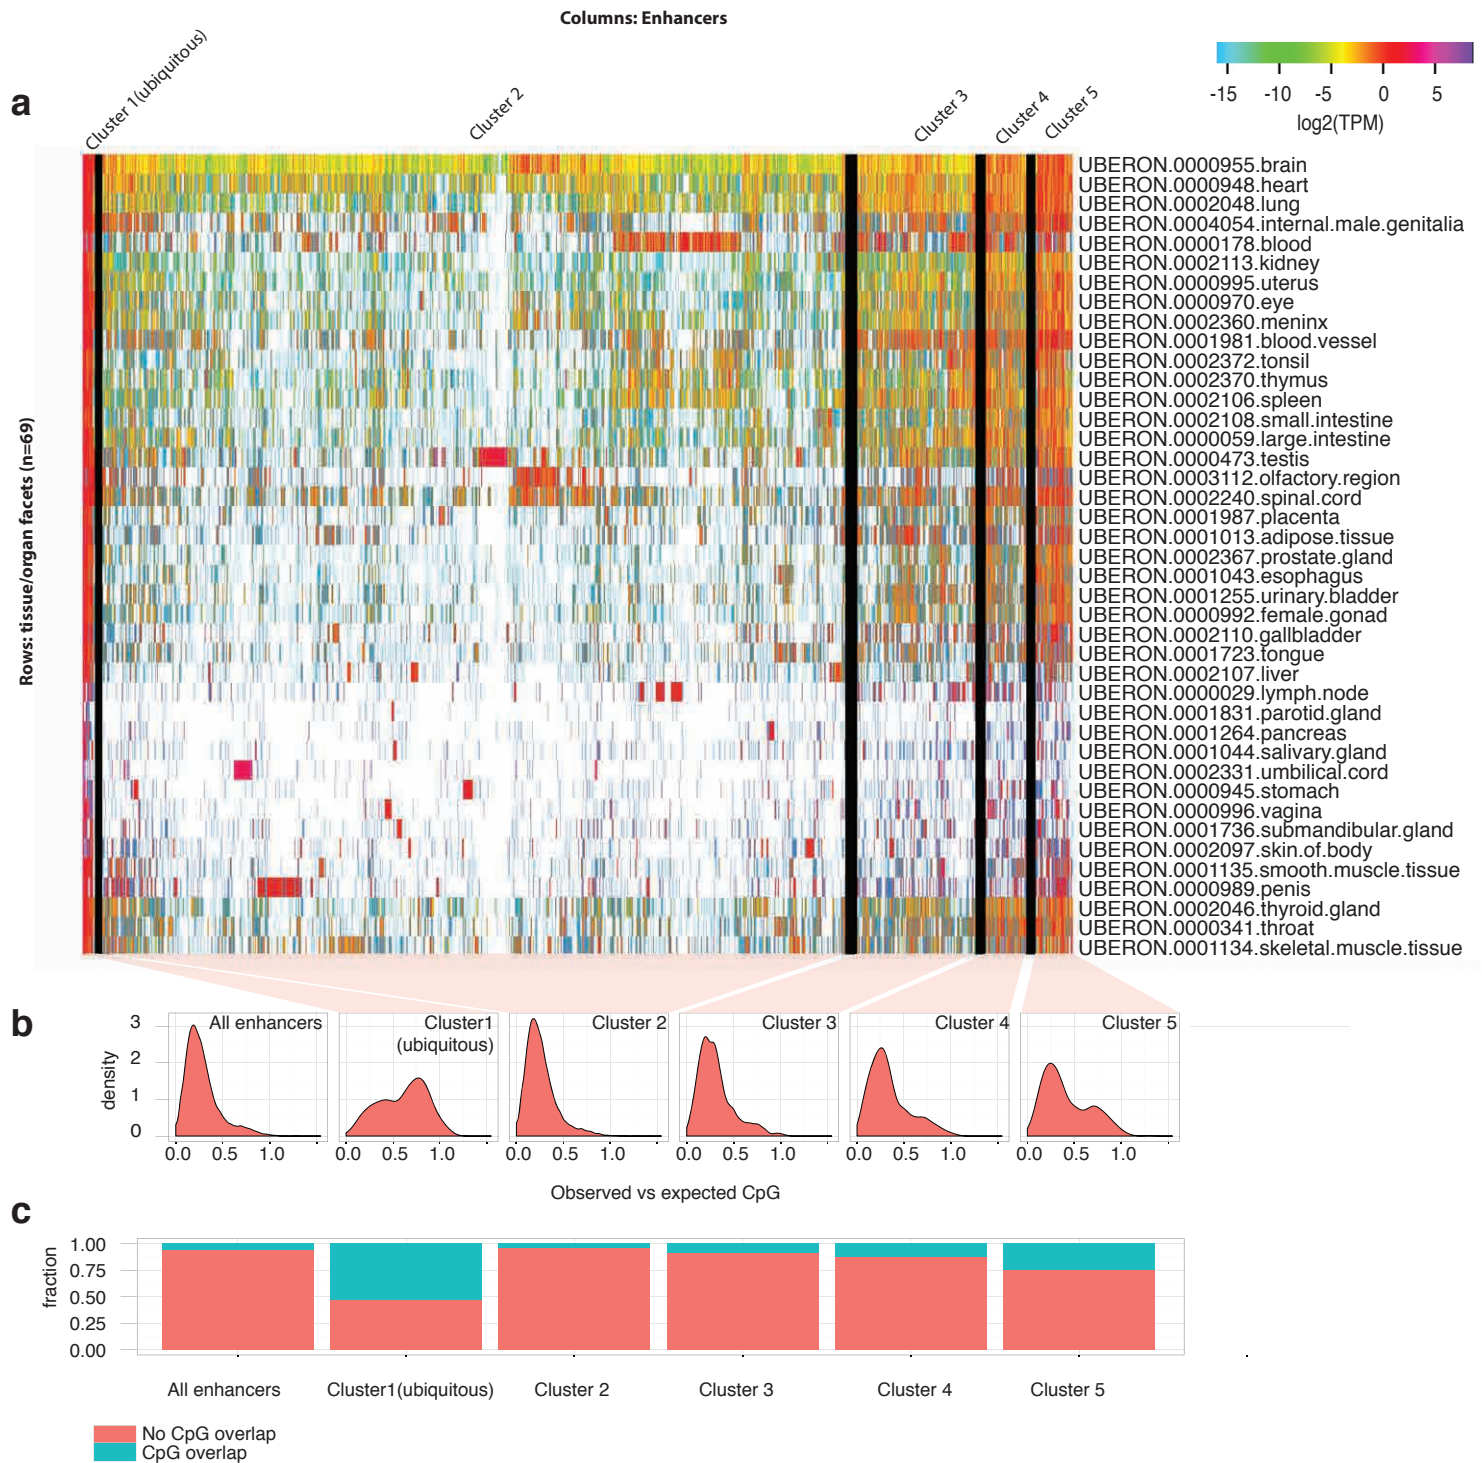 Columns: Enhancers
a
Cluster 1(ubiquitous)
Cluster 2
Cluster 3
Cluster 4
Cluster 5
-15 -10 -5 0 5
log2(TPM)
Rows: tissue/organ facets (n=69)
UBERON.0000955.brain
UBERON.0000948.heart
UBERON.0002048.lung
UBERON.0004054.internal.male.genitalia
UBERON.0000178.blood
UBERON.0002113.kidney
UBERON.0000995.uterus
UBERON.0000970.eye
UBERON.0002360.meninx
UBERON.0001981.blood.vessel
UBERON.0002372.tonsil
UBERON.0002370.thymus
UBERON.0002106.spleen
UBERON.0002108.small.intestine
UBERON.0000059.large.intestine
UBERON.0000473.testis
UBERON.0003112.olfactory.region
UBERON.0002240.spinal.cord
UBERON.0001987.placenta
UBERON.0001013.adipose.tissue
UBERON.0002367.prostate.gland
UBERON.0001043.esophagus
UBERON.0001255.urinary.bladder
UBERON.0000992.female.gonad
UBERON.0002110.gallbladder
UBERON.0001723.tongue
UBERON.0002107.liver
UBERON.0000029.lymph.node
UBERON.0001831.parotid.gland
UBERON.0001264.pancreas
UBERON.0001044.salivary.gland
UBERON.0002331.umbilical.cord
UBERON.0000945.stomach
UBERON.0000996.vagina
UBERON.0001736.submandibular.gland
UBERON.0002097.skin.of.body
UBERON.0001135.smooth.muscle.tissue
UBERON.0000989.penis
UBERON.0002046.thyroid.gland
UBERON.0000341.throat
UBERON.0001134.skeletal.muscle.tissue
b
density
3
2
1
0
All enhancers
Cluster1
(ubiquitous)
Cluster 2
Cluster 3
Cluster 4
Cluster 5
0.0 0.5 1.0 0.0 0.5 1.0 0.0 0.5 1.0 0.0 0.5 1.0 0.0 0.5 1.0 0.0 0.5 1.0
Observed vs expected CpG
c
fraction
1.00
0.75
0.50
0.25
0.00
All enhancers Cluster1(ubiquitous) Cluster 2 Cluster 3 Cluster 4 Cluster 5
No CpG overlap
CpG overlap